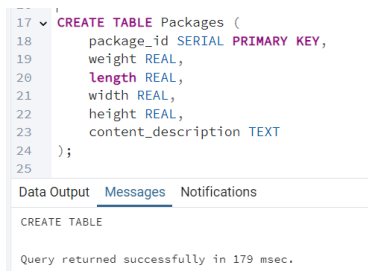 17 CREATE TABLE Packages (
18     package_id SERIAL PRIMARY KEY,
19     weight REAL,
20     length REAL,
21     width REAL,
22     height REAL,
23     content_description TEXT
24 );
25
Data Output Messages Notifications
CREATE TABLE
Query returned successfully in 179 msec.